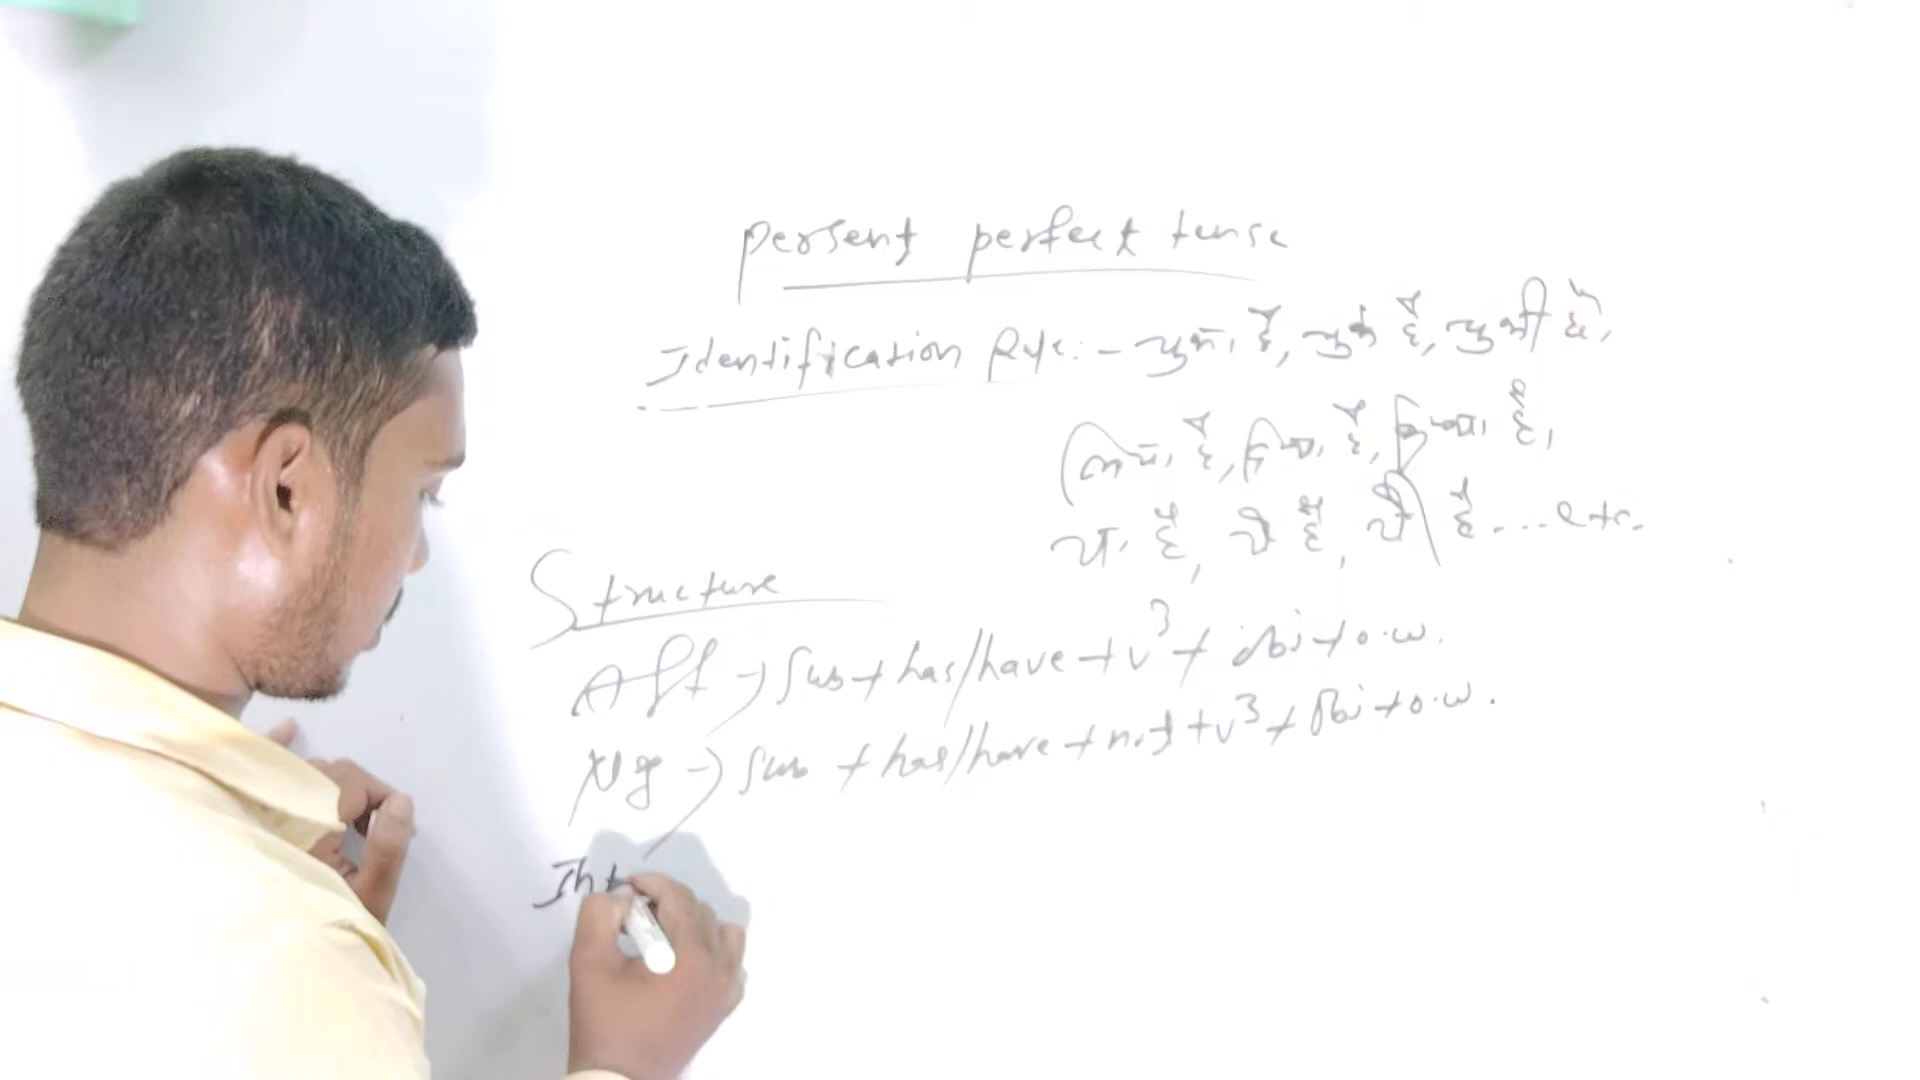 persent perfect tense
Identification Rule:- चुका है, चुके हैं, चुकी है,
लिया है, दिया है, किया है,
या है, ये हैं, यी है...etc.
Structure
Aff → Sub + has/have + v3 + obj + o.w.
Neg → Sub + has/have + not + v3 + obj + o.w.
Int